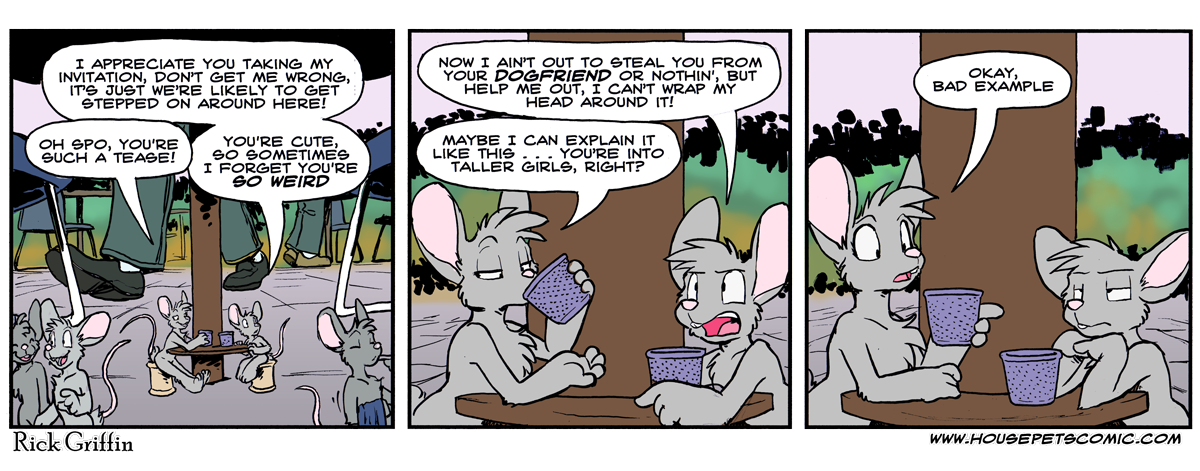 I APPRECIATE YOU TAKING MY
INVITATION, DON'T GET ME WRONG,
IT'S JUST WE'RE LIKELY TO GET
STEPPED ON AROUND HERE!
OH SPO, YOU'RE
SUCH A TEASE!
YOU'RE CUTE,
SO SOMETIMES
I FORGET YOU'RE
SO WEIRD
NOW I AIN'T OUT TO STEAL YOU FROM
YOUR DOGFRIEND OR NOTHIN', BUT
HELP ME OUT, I CAN'T WRAP MY
HEAD AROUND IT!
MAYBE I CAN EXPLAIN IT
LIKE THIS . . . YOU'RE INTO
TALLER GIRLS, RIGHT?
OKAY,
BAD EXAMPLE
Rick Griffin
WWW.HOUSEPETSCOMIC.COM